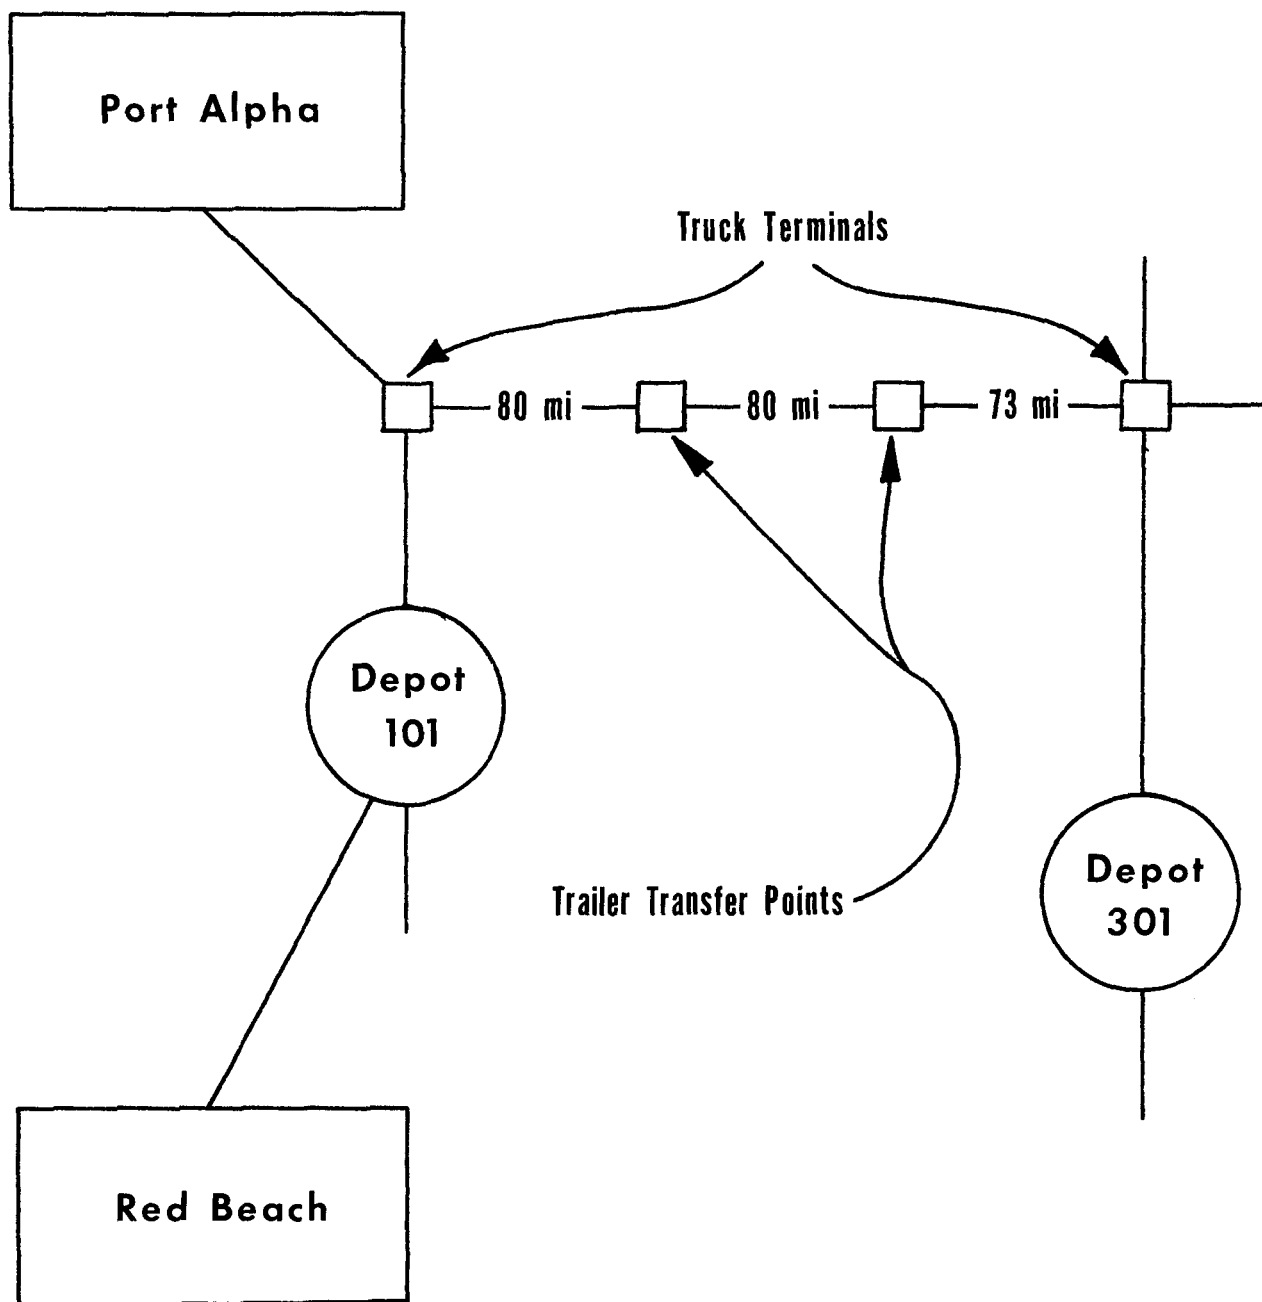 Port Alpha
Truck Terminals
80 mi
80 mi
73 mi
Depot
101
Depot
301
Trailer Transfer Points
Red Beach